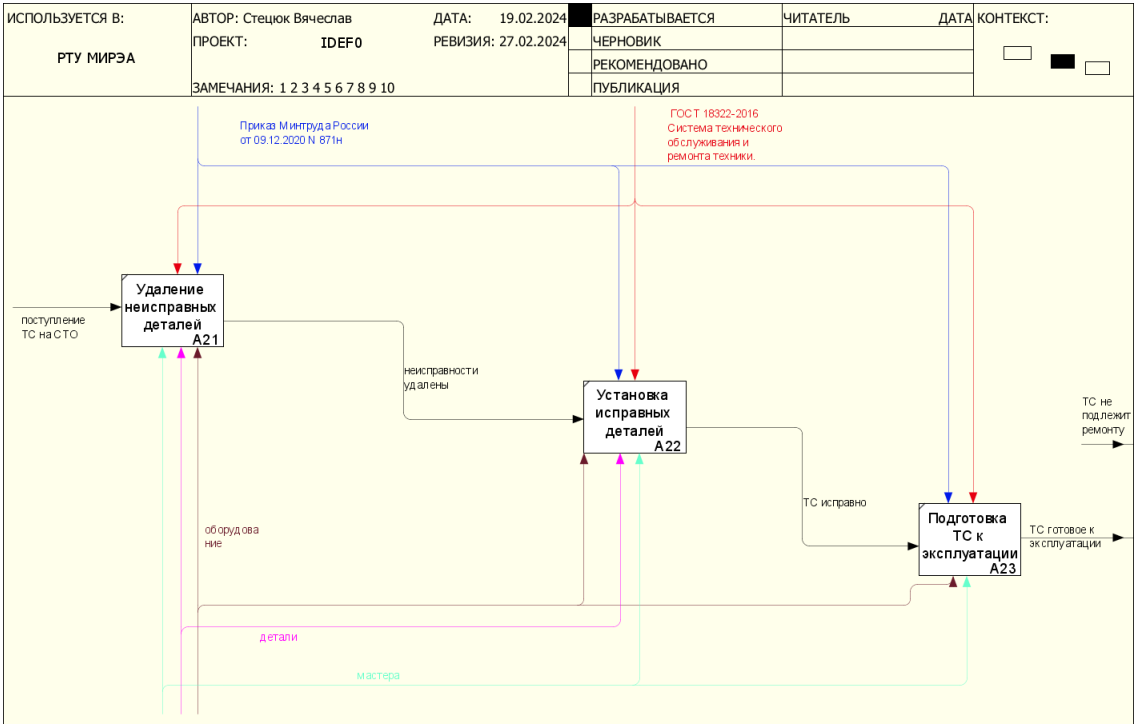 ИСПОЛЬЗУЕТСЯ В:
РТУ МИРЭА
АВТОР: Стецюк Вячеслав
ДАТА: 19.02.2024
ПРОЕКТ: IDEF0
РЕВИЗИЯ: 27.02.2024
ЗАМЕЧАНИЯ: 1 2 3 4 5 6 7 8 9 10
РАЗРАБАТЫВАЕТСЯ
ЧЕРНОВИК
РЕКОМЕНДОВАНО
ПУБЛИКАЦИЯ
ЧИТАТЕЛЬ
ДАТА
КОНТЕКСТ:
Приказ Минтруда России
от 09.12.2020 N 871н
ГОСТ 18322-2016
Система технического
обслуживания и
ремонта техники.
Удаление
неисправных
деталей
A21
поступление
ТС на СТО
неисправности
удалены
Установка
исправных
деталей
A22
ТС не
подлежит
ремонту
ТС исправно
Подготовка
ТС к
эксплуатации
A23
ТС готовое к
эксплуатации
оборудова
ние
детали
мастера